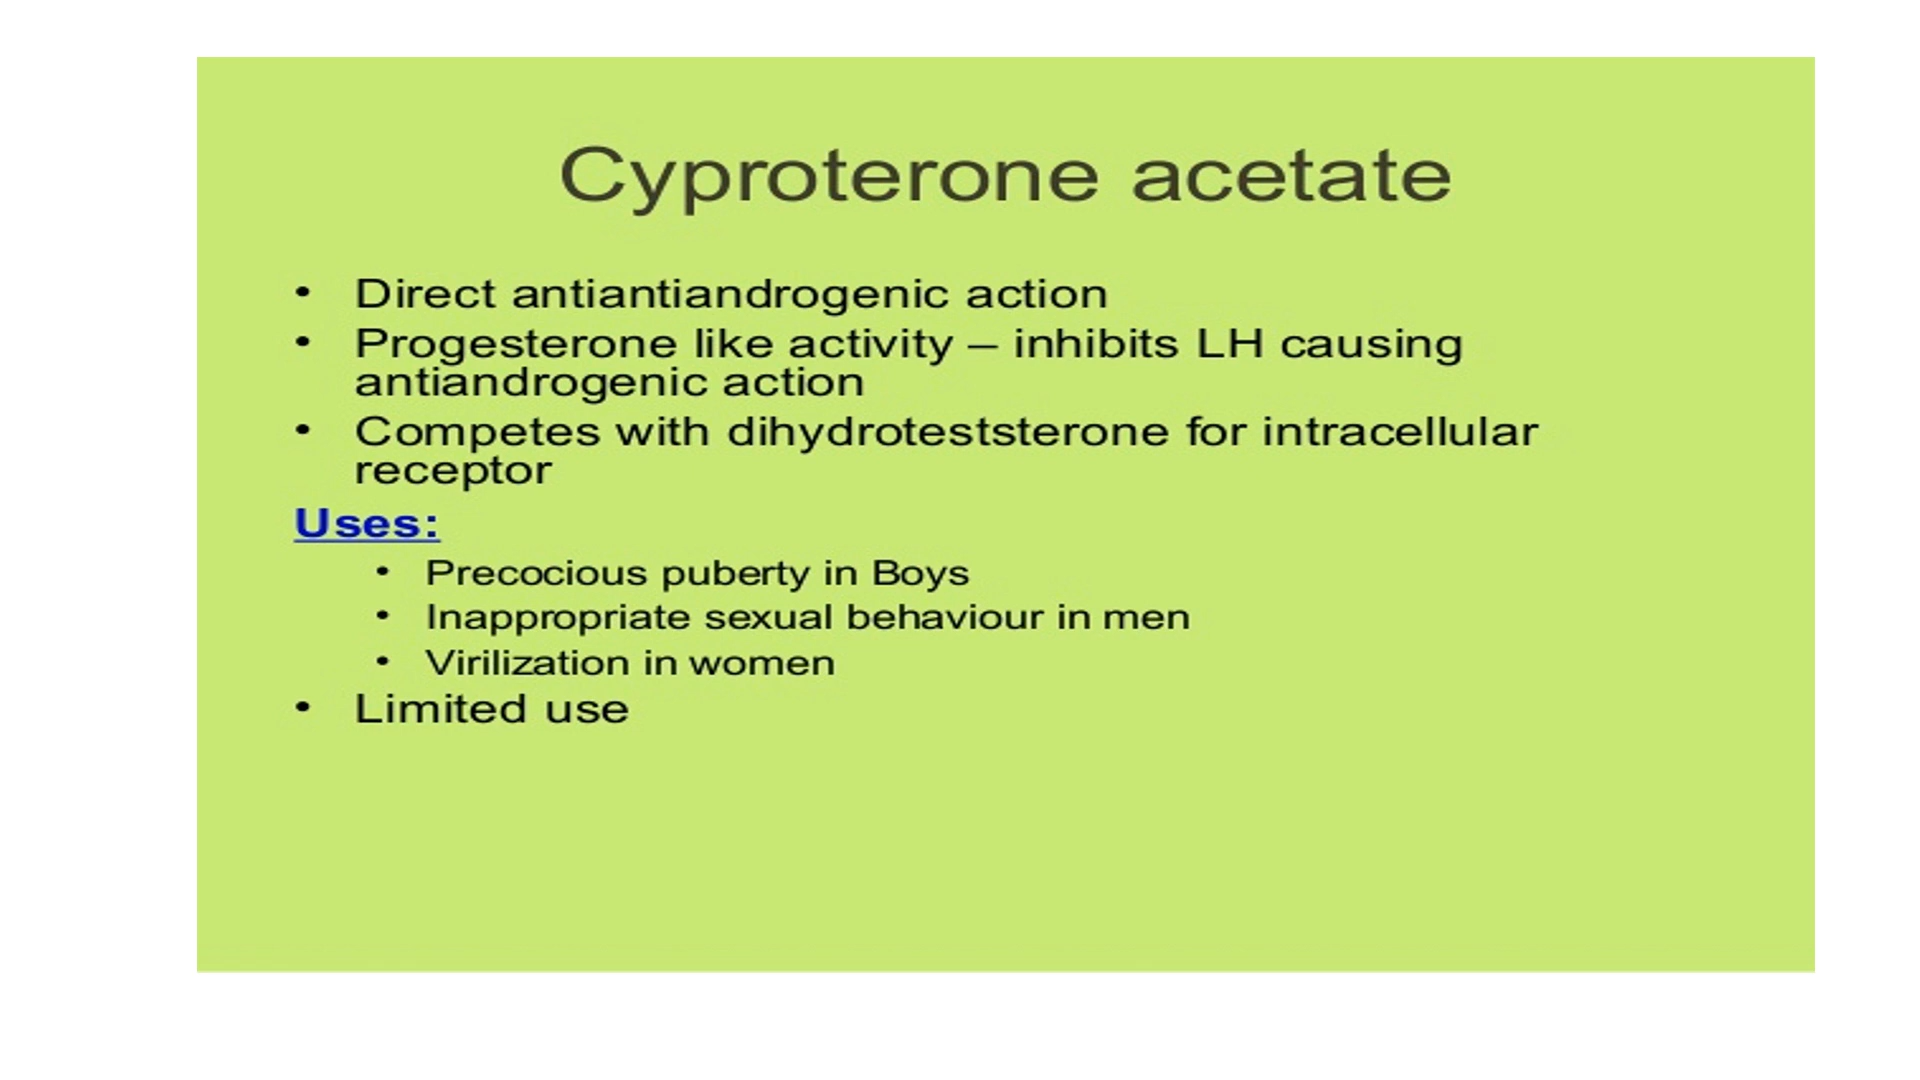 Cyproterone acetate
• Direct antiantiandrogenic action
• Progesterone like activity – inhibits LH causing
antiandrogenic action
• Competes with dihydroteststerone for intracellular
receptor
Uses:
• Precocious puberty in Boys
• Inappropriate sexual behaviour in men
• Virilization in women
• Limited use